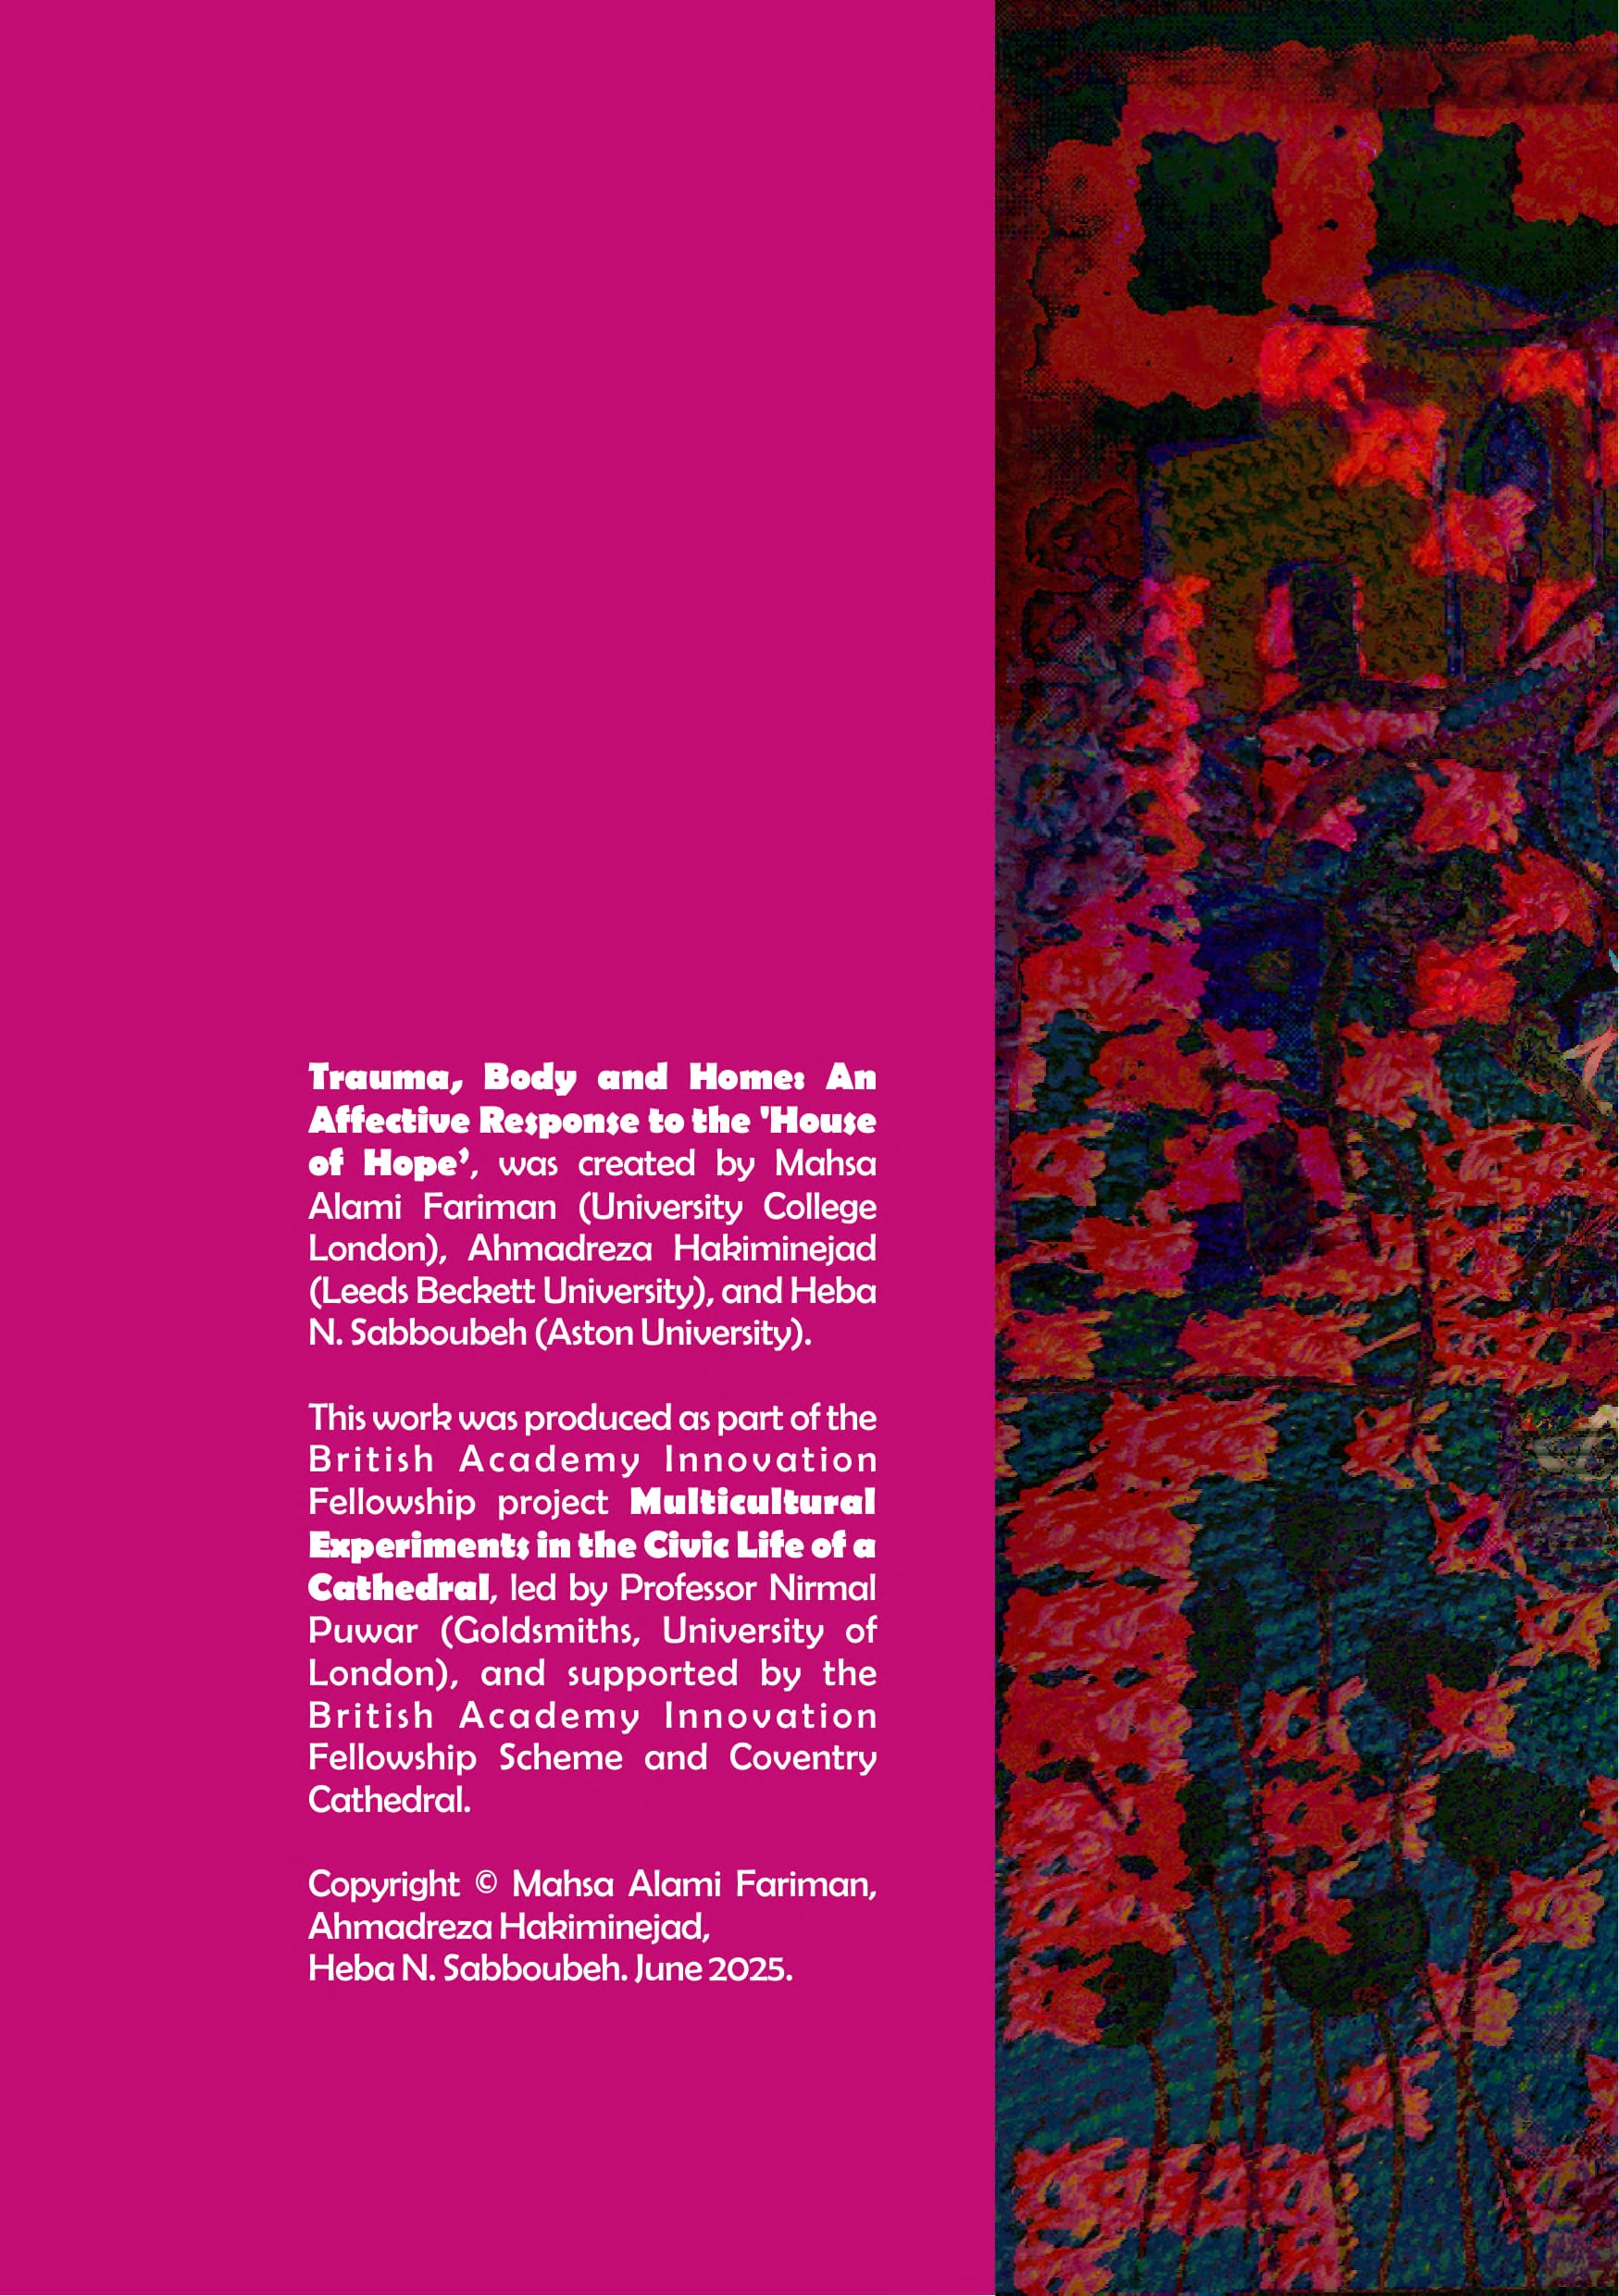 Trauma, Body and Home: An
Affective Response to the 'House
of Hope’, was created by Mahsa
Alami Fariman (University College
London), Ahmadreza Hakiminejad
(Leeds Beckett University), and Heba
N. Sabboubeh (Aston University).
This work was produced as part of the
British Academy Innovation
Fellowship project Multicultural
Experiments in the Civic Life of a
Cathedral, led by Professor Nirmal
Puwar (Goldsmiths, University of
London), and supported by the
British Academy Innovation
Fellowship Scheme and Coventry
Cathedral.
Copyright © Mahsa Alami Fariman,
Ahmadreza Hakiminejad,
Heba N. Sabboubeh. June 2025.